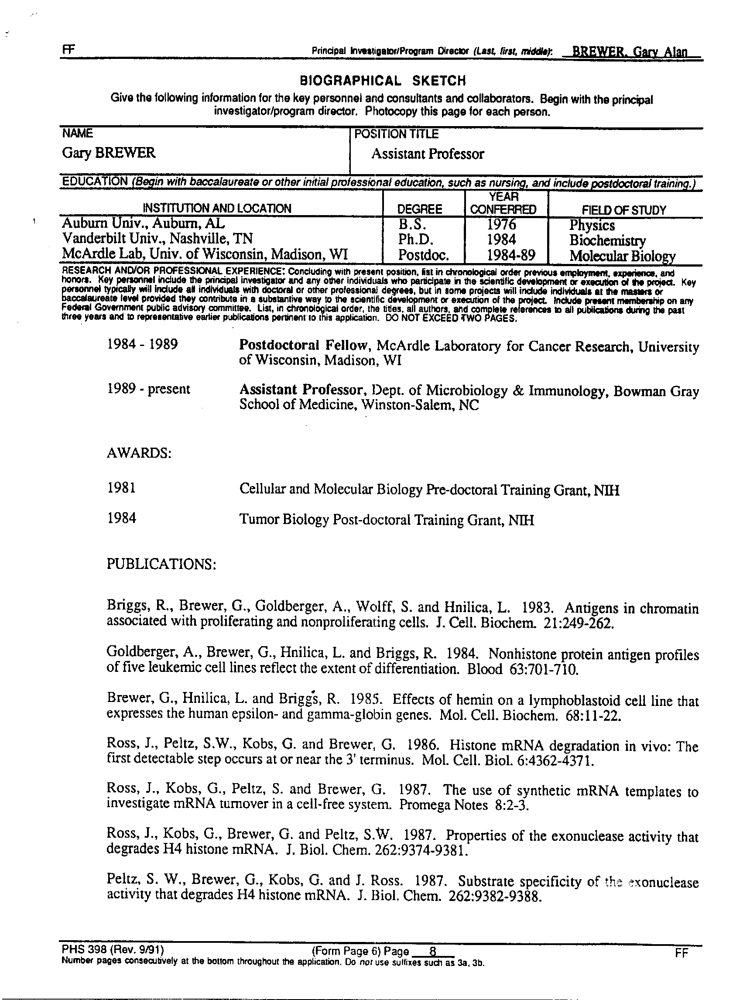 FF Principal Investigator/Program Director (Last, first, middle): BREWER, Gary Alan
BIOGRAPHICAL SKETCH
Give the following information for the key personnel and consultants and collaborators. Begin with the principal
investigator/program director. Photocopy this page for each person.
NAME POSITION TITLE
Gary BREWER Assistant Professor
EDUCATION (Begin with baccalaureate or other initial professional education, such as nursing, and include postdoctoral training.)
INSTITUTION AND LOCATION DEGREE YEAR CONFERRED FIELD OF STUDY
Auburn Univ., Auburn, AL B.S. 1976 Physics
Vanderbilt Univ., Nashville, TN Ph.D. 1984 Biochemistry
McArdle Lab, Univ. of Wisconsin, Madison, WI Postdoc. 1984-89 Molecular Biology
RESEARCH AND/OR PROFESSIONAL EXPERIENCE: Concluding with present position, list in chronological order previous employment, experience, and
honors. Key personnel include the principal investigator and any other individuals who participate in the scientific development or execution of the project. Key
personnel typically will include all individuals with doctoral or other professional degrees, but in some projects will include individuals at the masters or
baccalaureate level provided they contribute in a substantive way to the scientific development or execution of the project. Include present membership on any
Federal Government public advisory committee. List, in chronological order, the titles, all authors, and complete references to all publications during the past
three years and to representative earlier publications pertinent to this application. DO NOT EXCEED TWO PAGES.
1984 - 1989 Postdoctoral Fellow, McArdle Laboratory for Cancer Research, University
of Wisconsin, Madison, WI
1989 - present Assistant Professor, Dept. of Microbiology & Immunology, Bowman Gray
School of Medicine, Winston-Salem, NC
AWARDS:
1981 Cellular and Molecular Biology Pre-doctoral Training Grant, NIH
1984 Tumor Biology Post-doctoral Training Grant, NIH
PUBLICATIONS:
Briggs, R., Brewer, G., Goldberger, A., Wolff, S. and Hnilica, L. 1983. Antigens in chromatin
associated with proliferating and nonproliferating cells. J. Cell. Biochem. 21:249-262.
Goldberger, A., Brewer, G., Hnilica, L. and Briggs, R. 1984. Nonhistone protein antigen profiles
of five leukemic cell lines reflect the extent of differentiation. Blood 63:701-710.
Brewer, G., Hnilica, L. and Briggs, R. 1985. Effects of hemin on a lymphoblastoid cell line that
expresses the human epsilon- and gamma-globin genes. Mol. Cell. Biochem. 68:11-22.
Ross, J., Peltz, S.W., Kobs, G. and Brewer, G. 1986. Histone mRNA degradation in vivo: The
first detectable step occurs at or near the 3' terminus. Mol. Cell. Biol. 6:4362-4371.
Ross, J., Kobs, G., Peltz, S. and Brewer, G. 1987. The use of synthetic mRNA templates to
investigate mRNA turnover in a cell-free system. Promega Notes 8:2-3.
Ross, J., Kobs, G., Brewer, G. and Peltz, S.W. 1987. Properties of the exonuclease activity that
degrades H4 histone mRNA. J. Biol. Chem. 262:9374-9381.
Peltz, S. W., Brewer, G., Kobs, G. and J. Ross. 1987. Substrate specificity of the exonuclease
activity that degrades H4 histone mRNA. J. Biol. Chem. 262:9382-9388.
PHS 398 (Rev. 9/91) (Form Page 6) Page 8 FF
Number pages consecutively at the bottom throughout the application. Do not use suffixes such as 3a, 3b.